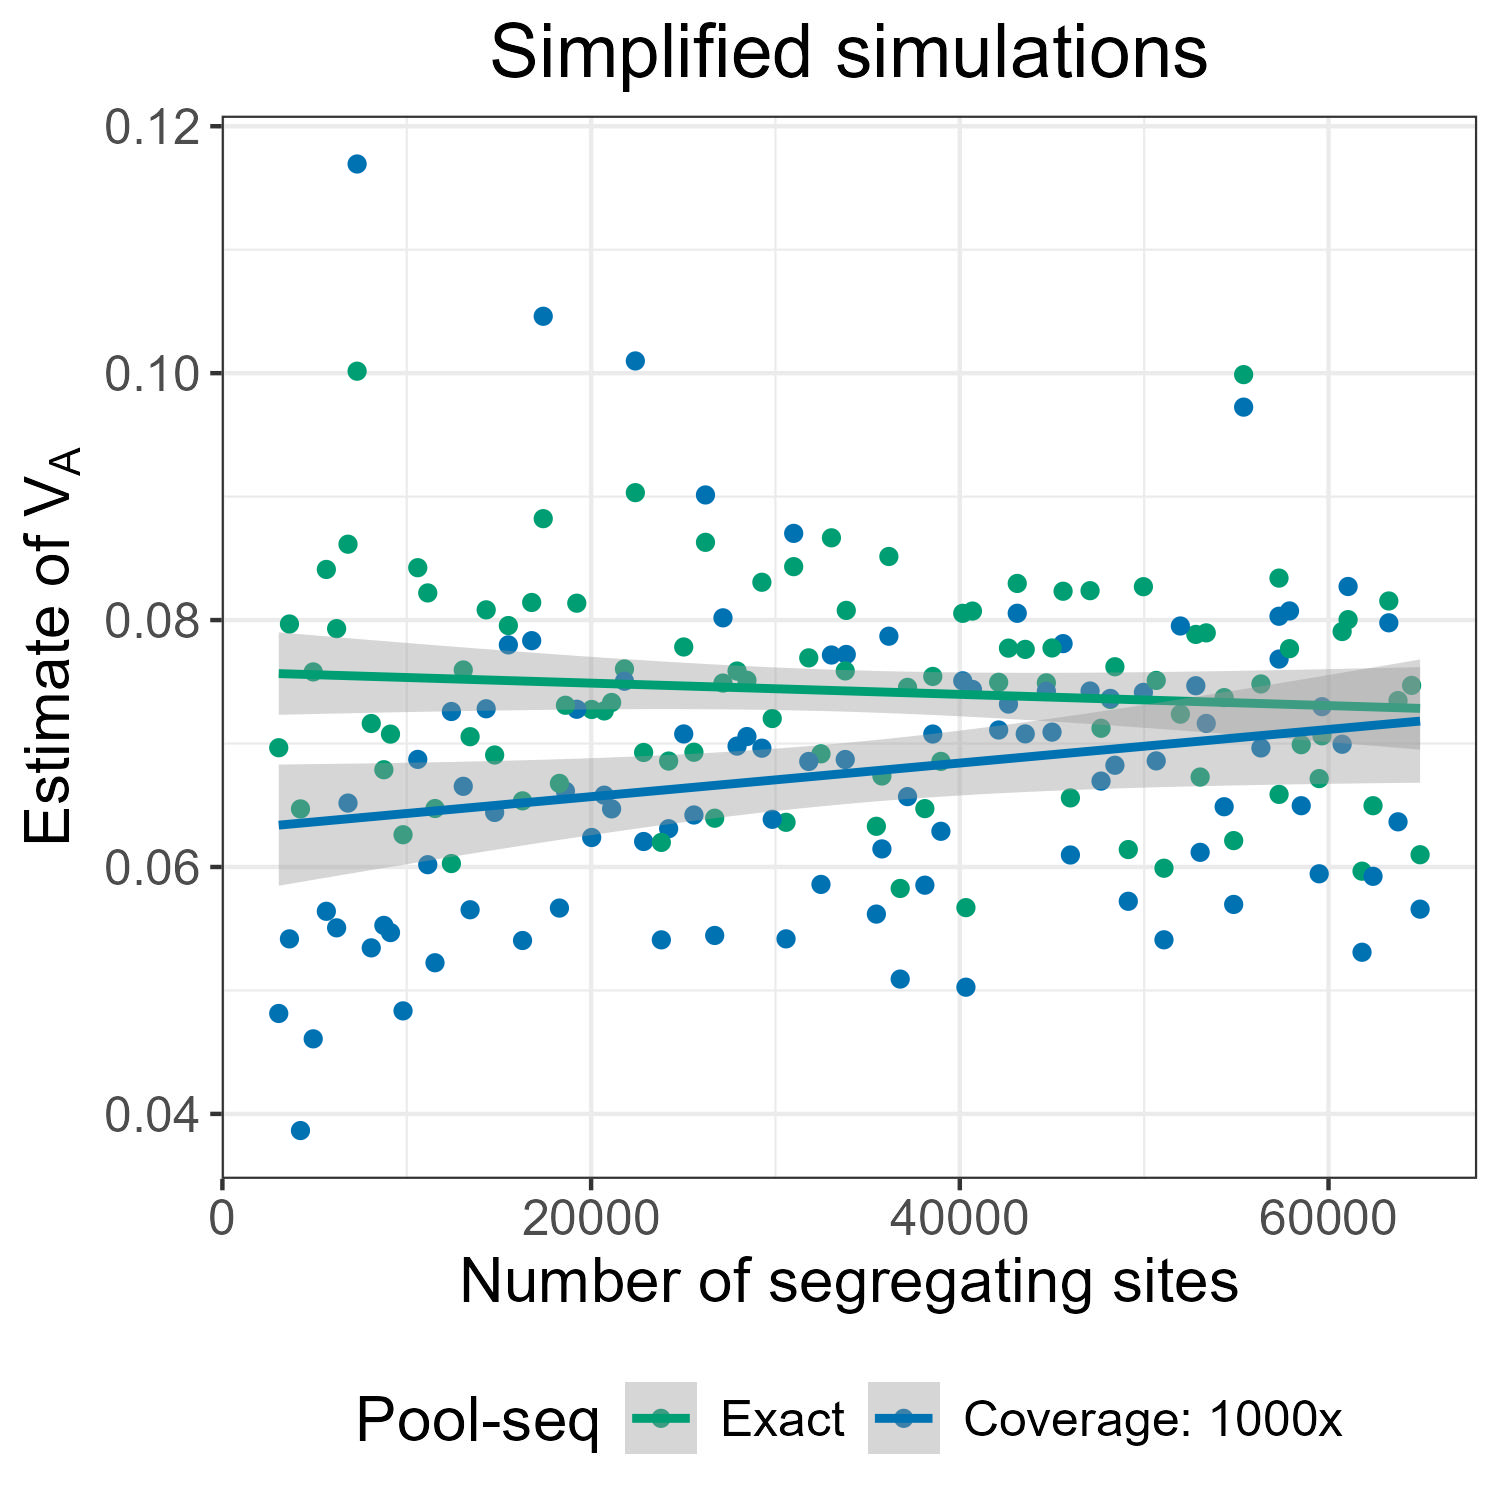 Simplified simulations
0.12
0.10
0.08
0.06
0.04
Estimate of V_A
0 20000 40000 60000
Number of segregating sites
Pool-seq Exact Coverage: 1000x